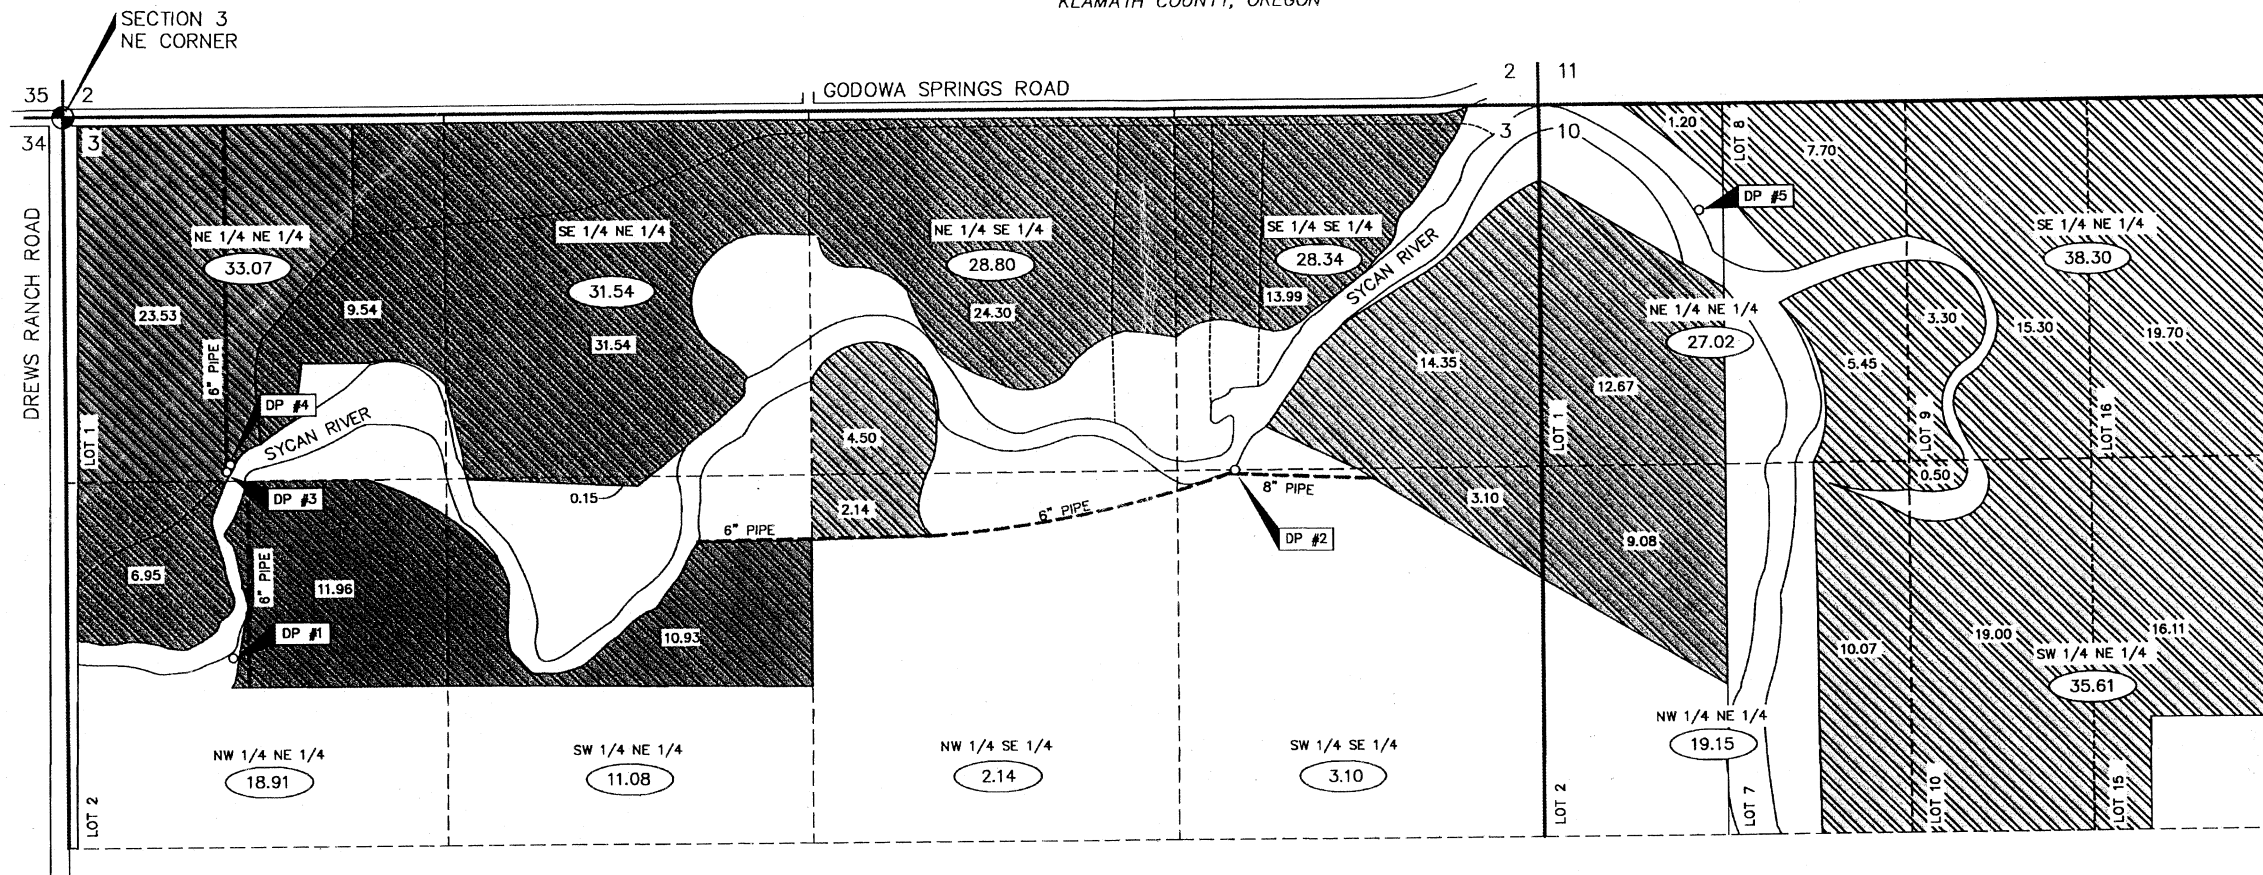 KLAMATH COUNTY, OREGON
SECTION 3
NE CORNER
35
2
34
3
GODOWA SPRINGS ROAD
2
11
3
10
DREWS RANCH ROAD
NE 1/4 NE 1/4
33.07
23.53
9.54
6" PIPE
LOT 1
DP #4
SYCAN RIVER
DP #3
SE 1/4 NE 1/4
31.54
31.54
0.15
NE 1/4 SE 1/4
28.80
24.30
4.50
2.14
SE 1/4 SE 1/4
28.34
13.99
SYCAN RIVER
14.35
1.20
LOT 8
7.70
DP #5
NE 1/4 NE 1/4
27.02
12.67
LOT 1
SE 1/4 NE 1/4
38.30
3.30
15.30
19.70
5.45
LOT 9
LOT 16
0.50
6.95
6" PIPE
11.96
DP #1
10.93
6" PIPE
6" PIPE
8" PIPE
DP #2
3.10
9.08
10.07
19.00
16.11
SW 1/4 NE 1/4
35.61
NW 1/4 NE 1/4
18.91
LOT 2
SW 1/4 NE 1/4
11.08
NW 1/4 SE 1/4
2.14
SW 1/4 SE 1/4
3.10
LOT 2
NW 1/4 NE 1/4
19.15
LOT 7
LOT 10
LOT 15